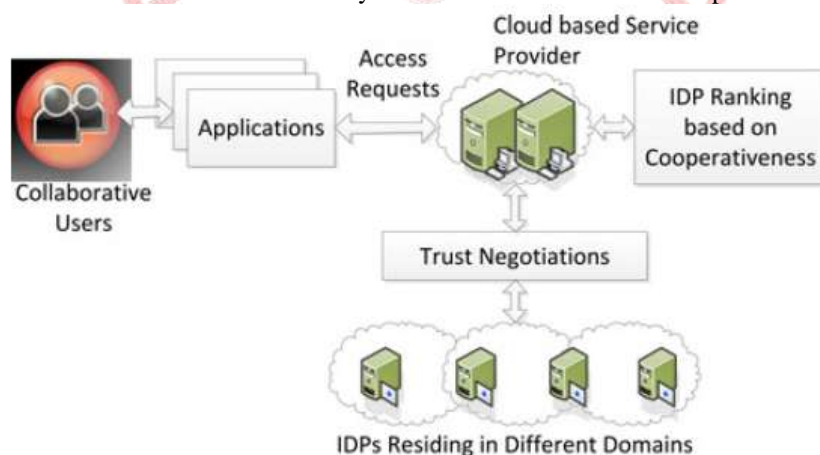 Cloud based Service
Provider
Access
Requests
Applications
IDP Ranking
based on
Cooperativeness
Collaborative
Users
Trust Negotiations
IDPs Residing in Different Domains